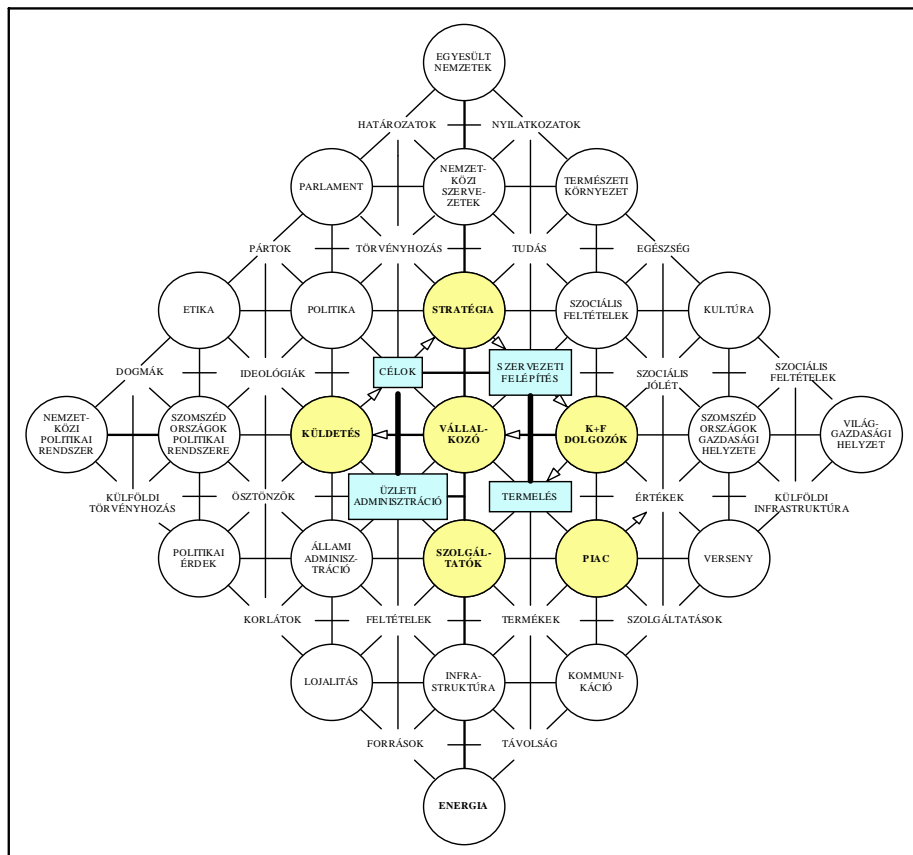 EGYESÜLT
NEMZETEK
HATÁROZATOK
NYILATKOZATOK
PARLAMENT
NEMZET-
KÖZI
SZERVE-
ZETEK
TERMÉSZETI
KÖRNYEZET
PÁRTOK
TÖRVÉNYHOZÁS
TUDÁS
EGÉSZSÉG
ETIKA
POLITIKA
STRATÉGIA
SZOCIÁLIS
FELTÉTELEK
KULTÚRA
DOGMÁK
IDEOLÓGIÁK
CÉLOK
SZERVEZETI
FELÉPÍTÉS
SZOCIÁLIS
JÓLÉT
SZOCIÁLIS
FELTÉTELEK
NEMZET-
KÖZI
POLITIKAI
RENDSZER
SZOMSZÉD
ORSZÁGOK
POLITIKAI
RENDSZERE
KÜLDETÉS
VÁLLAL-
KOZÓ
K+F
DOLGOZÓK
SZOMSZÉD
ORSZÁGOK
GAZDASÁGI
HELYZETE
VILÁG-
GAZDASÁGI
HELYZET
KÜLFÖLDI
TÖRVÉNYHOZÁS
ÖSZTÖNZŐK
ÜZLETI
ADMINISZTRÁCIÓ
TERMELÉS
ÉRTÉKEK
KÜLFÖLDI
INFRASTRUKTÚRA
POLITIKAI
ÉRDEK
ÁLLAMI
ADMINISZ-
TRÁCIÓ
SZOLGÁL-
TATÓK
PIAC
VERSENY
KORLÁTOK
FELTÉTELEK
TERMÉKEK
SZOLGÁLTATÁSOK
LOJALITÁS
INFRA-
STRUKTÚRA
KOMMUNI-
KÁCIÓ
FORRÁSOK
TÁVOLSÁG
ENERGIA